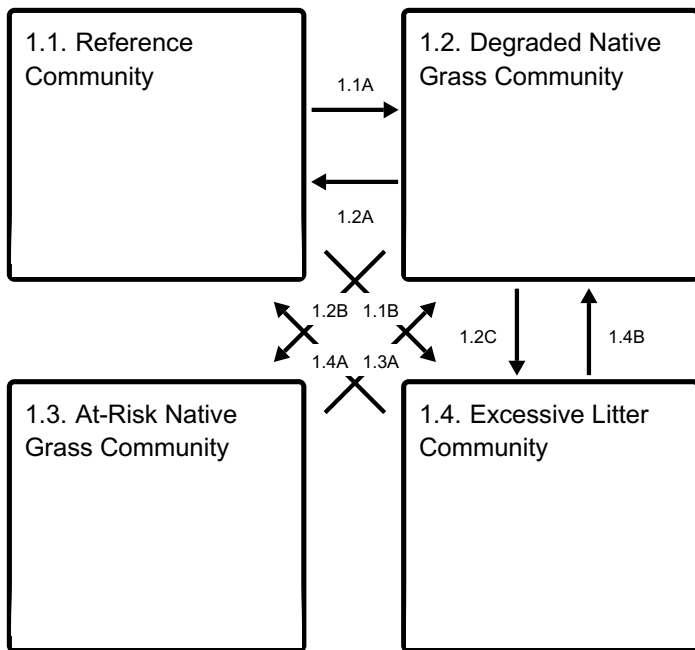 1.1. Reference
Community
1.2. Degraded Native
Grass Community
1.1A
1.2A
1.2B
1.1B
1.2C
1.4B
1.4A
1.3A
1.3. At-Risk Native
Grass Community
1.4. Excessive Litter
Community